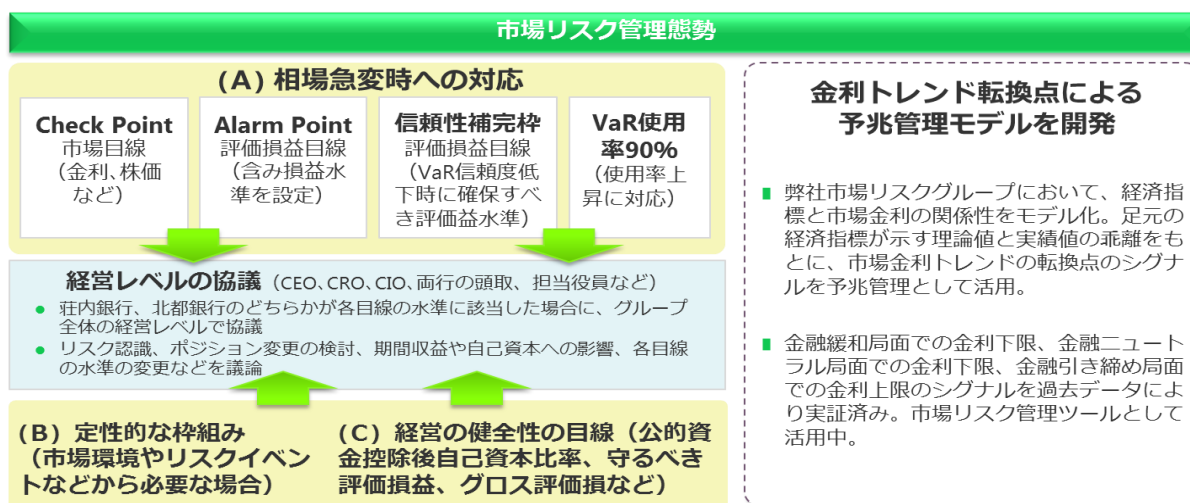 市場リスク管理態勢
(A) 相場急変時への対応
Check Point
市場目線
（金利、株価
など）
Alarm Point
評価損益目線
（含み損益水
準を設定）
信頼性補完枠
評価損益目線
（VaR信頼度低
下時に確保すべ
き評価益水準）
VaR使用
率90%
（使用率上
昇に対応）
経営レベルの協議（CEO、CRO、CIO、両行の頭取、担当役員など）
● 荘内銀行、北都銀行のどちらかが各目線の水準に該当した場合に、グループ
全体の経営レベルで協議
● リスク認識、ポジション変更の検討、期間収益や自己資本への影響、各目線
の水準の変更などを議論
(B) 定性的な枠組み
（市場環境やリスクイベン
トなどから必要な場合）
(C) 経営の健全性の目線（公的資
金控除後自己資本比率、守るべき
評価損益、グロス評価損など）
金利トレンド転換点による
予兆管理モデルを開発
■ 弊社市場リスクグループにおいて、経済指
標と市場金利の関係性をモデル化。足元の
経済指標が示す理論値と実績値の乖離をも
とに、市場金利トレンドの転換点のシグナ
ルを予兆管理として活用。
■ 金融緩和局面での金利下限、金融ニュート
ラル局面での金利下限、金融引き締め局面
での金利上限のシグナルを過去データによ
り実証済み。市場リスク管理ツールとして
活用中。